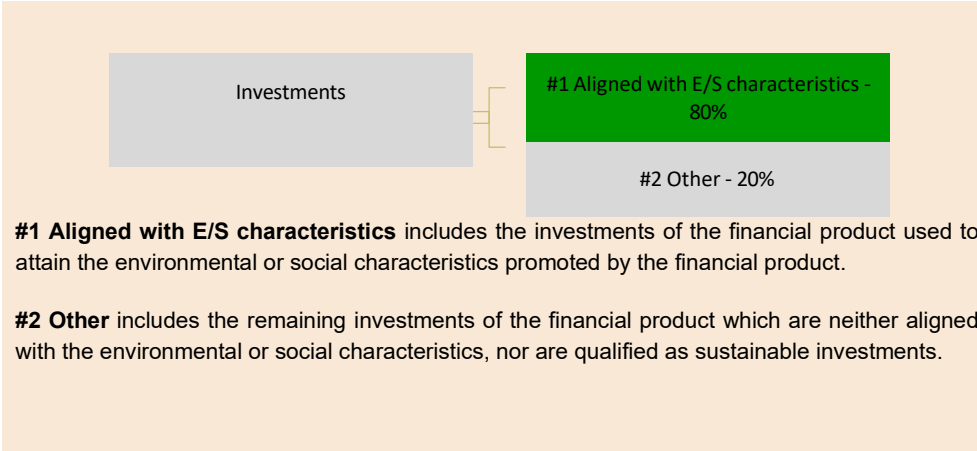 Investments
#1 Aligned with E/S characteristics -
80%
#2 Other - 20%
#1 Aligned with E/S characteristics includes the investments of the financial product used to
attain the environmental or social characteristics promoted by the financial product.
#2 Other includes the remaining investments of the financial product which are neither aligned
with the environmental or social characteristics, nor are qualified as sustainable investments.